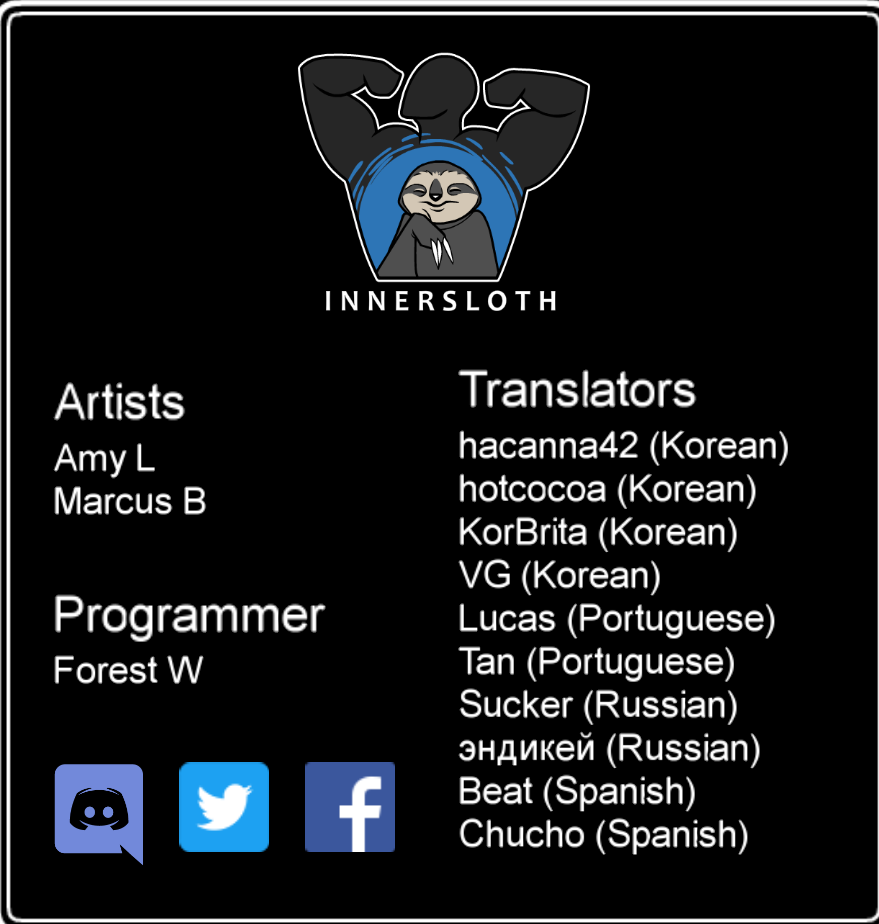 INNERSLOTH
Artists
Amy L
Marcus B
Programmer
Forest W
Translators
hacanna42 (Korean)
hotcocoa (Korean)
KorBrita (Korean)
VG (Korean)
Lucas (Portuguese)
Tan (Portuguese)
Sucker (Russian)
эндикей (Russian)
Beat (Spanish)
Chucho (Spanish)